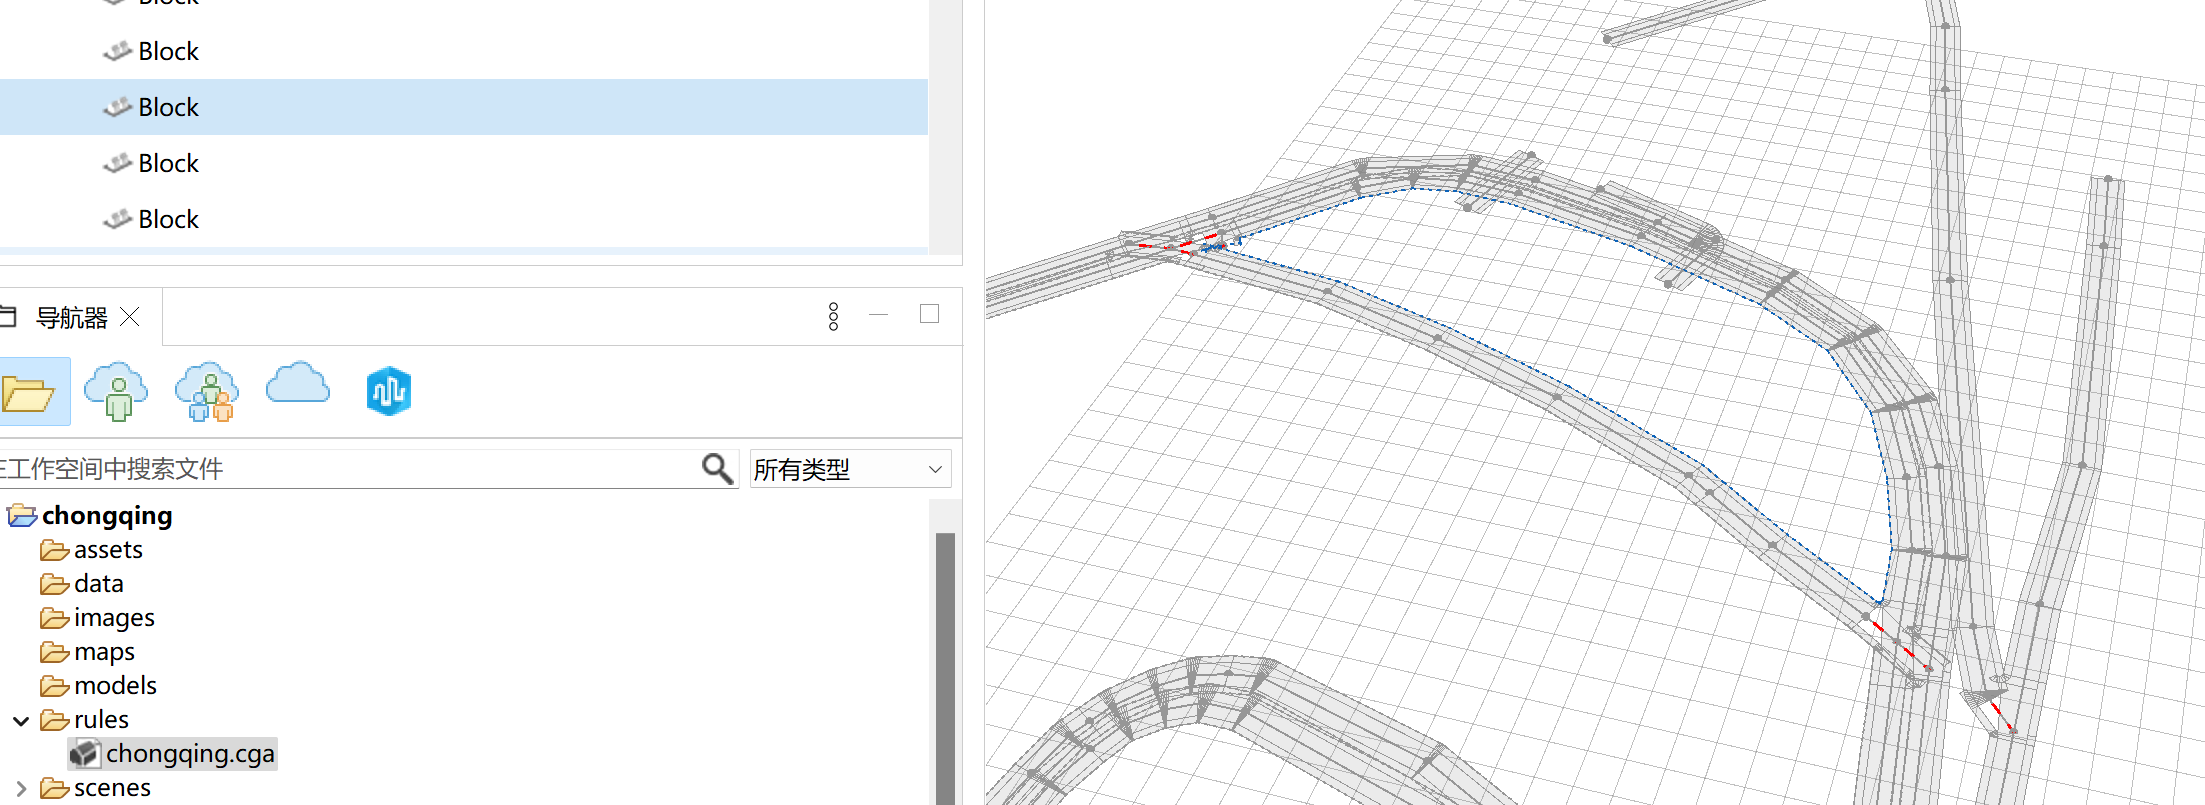 Block
Block
Block
Block
Block
导航器
工作空间中搜索文件
所有类型
chongqing
assets
data
images
maps
models
rules
chongqing.cga
scenes